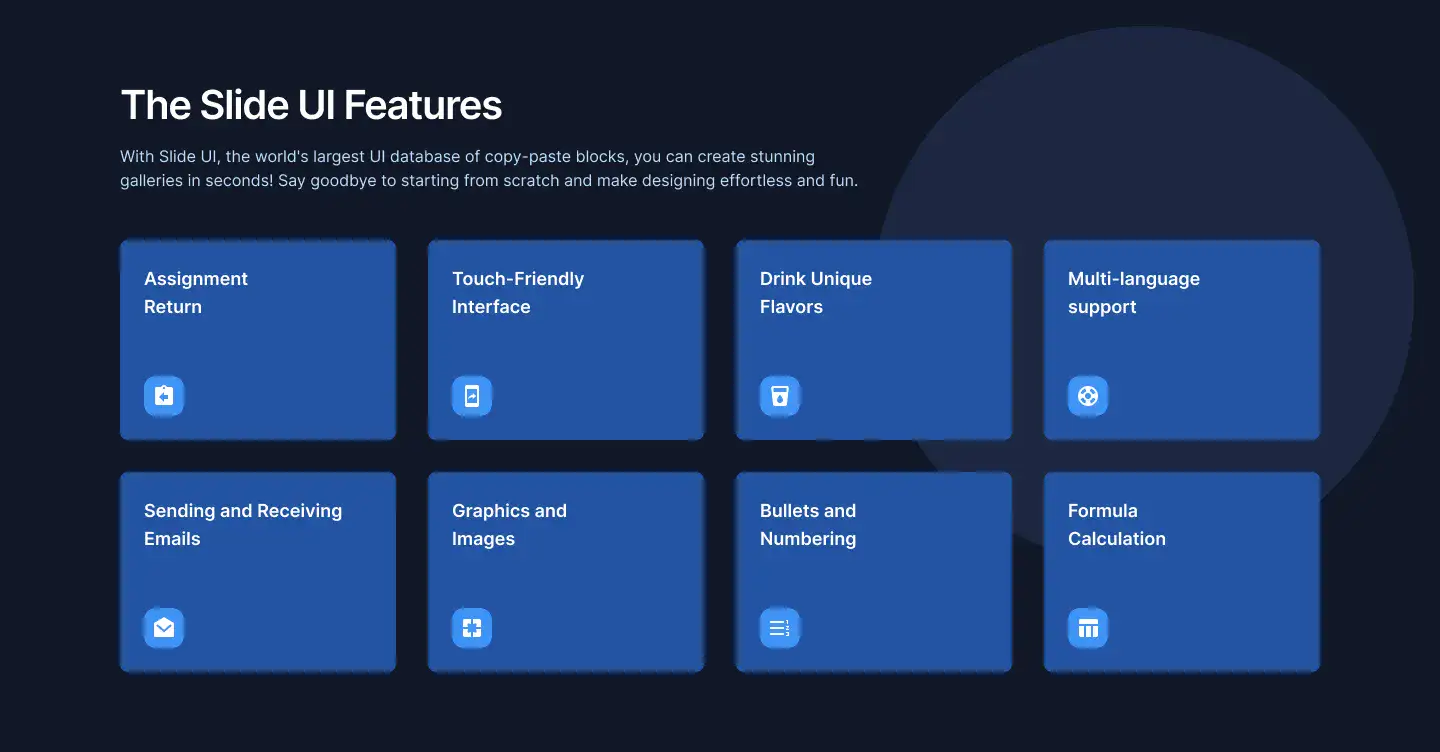 The Slide UI Features
With Slide UI, the world's largest UI database of copy-paste blocks, you can create stunning
galleries in seconds! Say goodbye to starting from scratch and make designing effortless and fun.
Assignment
Return
Touch-Friendly
Interface
Drink Unique
Flavors
Multi-language
support
Sending and Receiving
Emails
Graphics and
Images
Bullets and
Numbering
Formula
Calculation